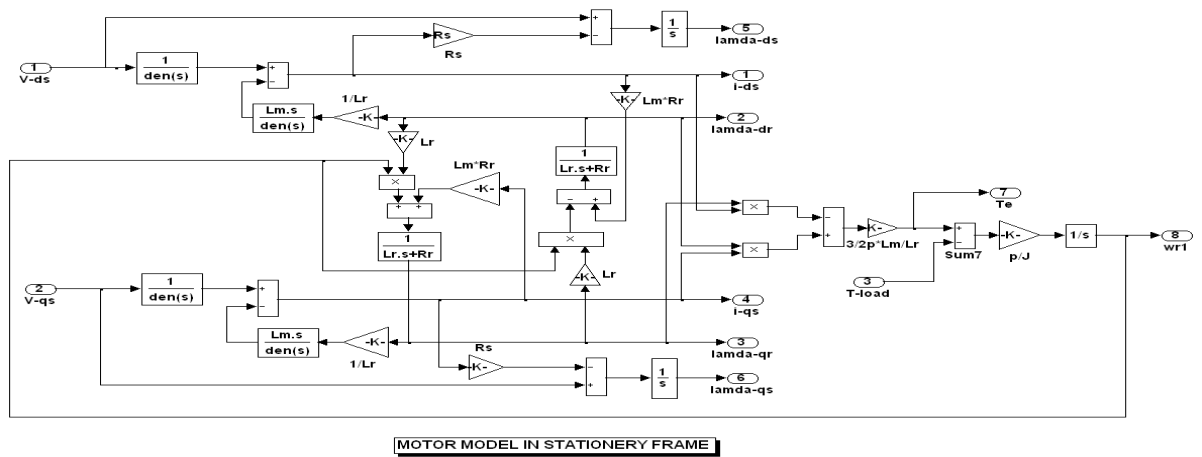 Rs
Rs
1
s
5
lamda-ds
1
V-ds
1
den(s)
1
i-ds
Lm.s
den(s)
1/Lr
-K-
-K-
Lm*Rr
2
lamda-dr
-K-
Lr
1
Lr.s+Rr
Lm*Rr
-K-
7
Te
K-
3/2p*Lm/Lr
Sum7
-K-
p/J
1/s
8
wr1
1
Lr.s+Rr
-K-
Lr
3
T-load
2
V-qs
1
den(s)
4
i-qs
Lm.s
den(s)
-K-
1/Lr
3
lamda-qr
Rs
-K-
1
s
6
lamda-qs
MOTOR MODEL IN STATIONERY FRAME